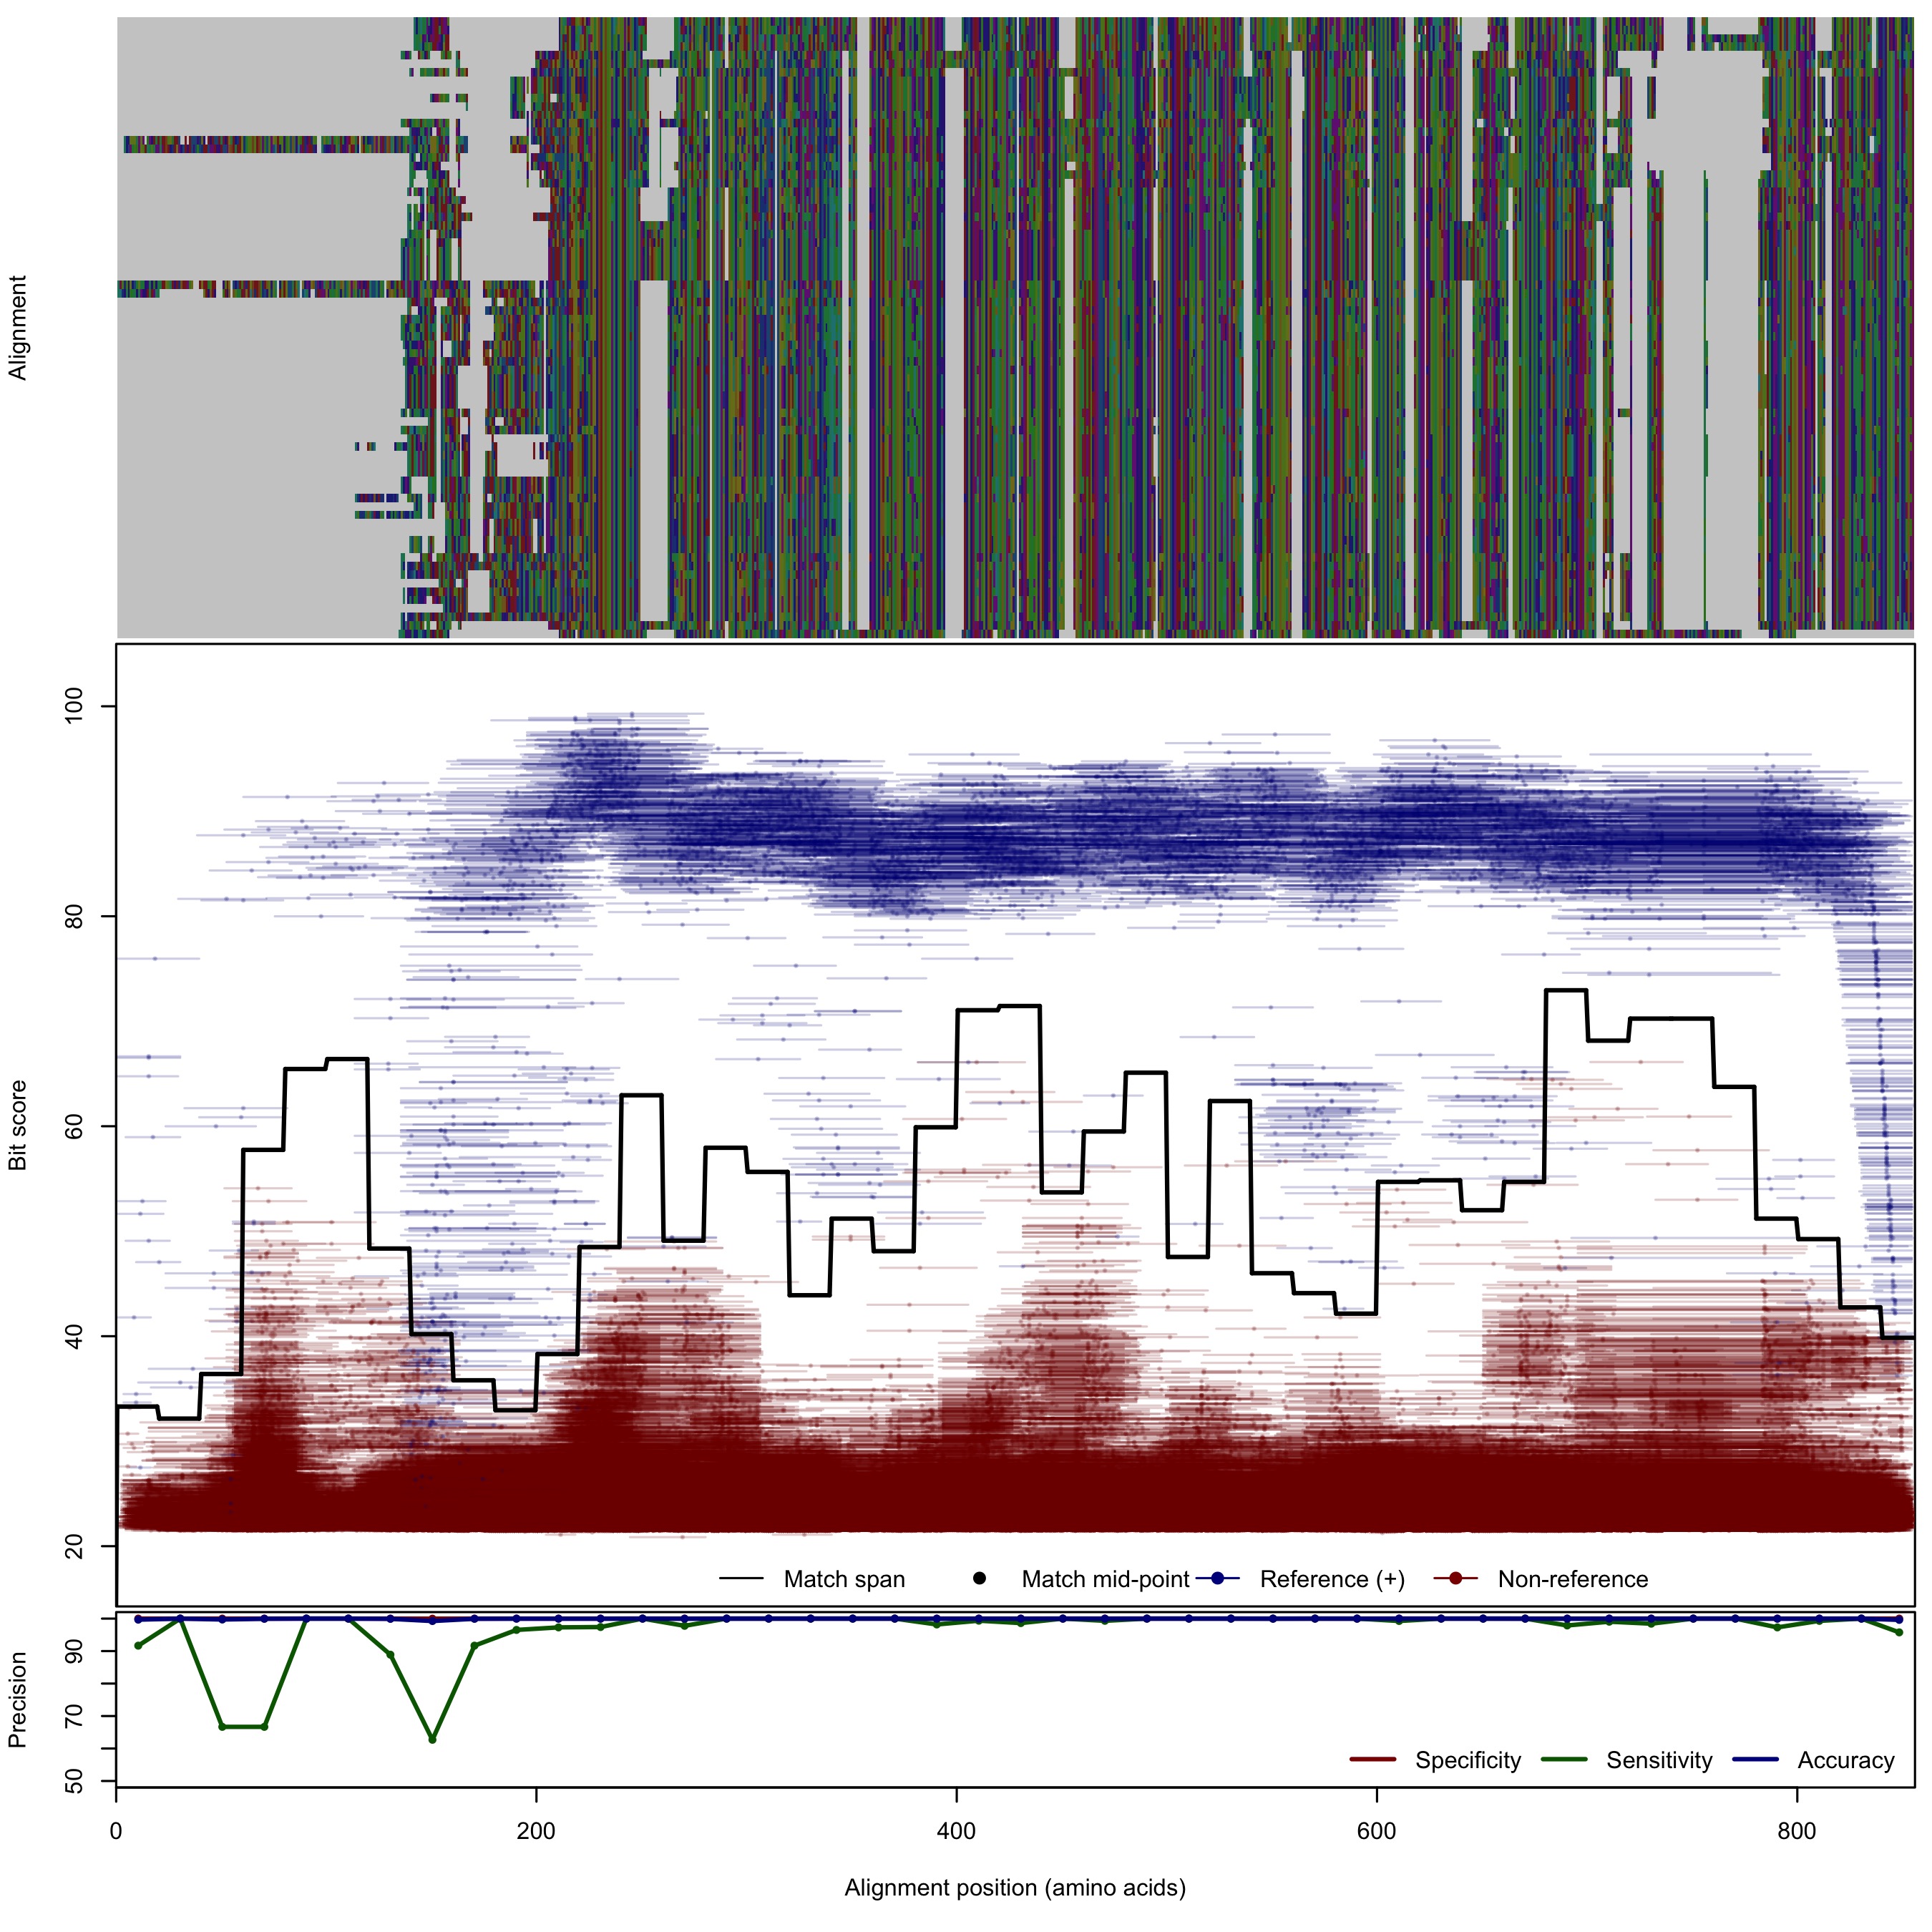 Alignment
100
80
60
40
20
Bit score
Match span Match mid-point Reference (+) Non-reference
90
70
50
Precision
Specificity Sensitivity Accuracy
0 200 400 600 800
Alignment position (amino acids)